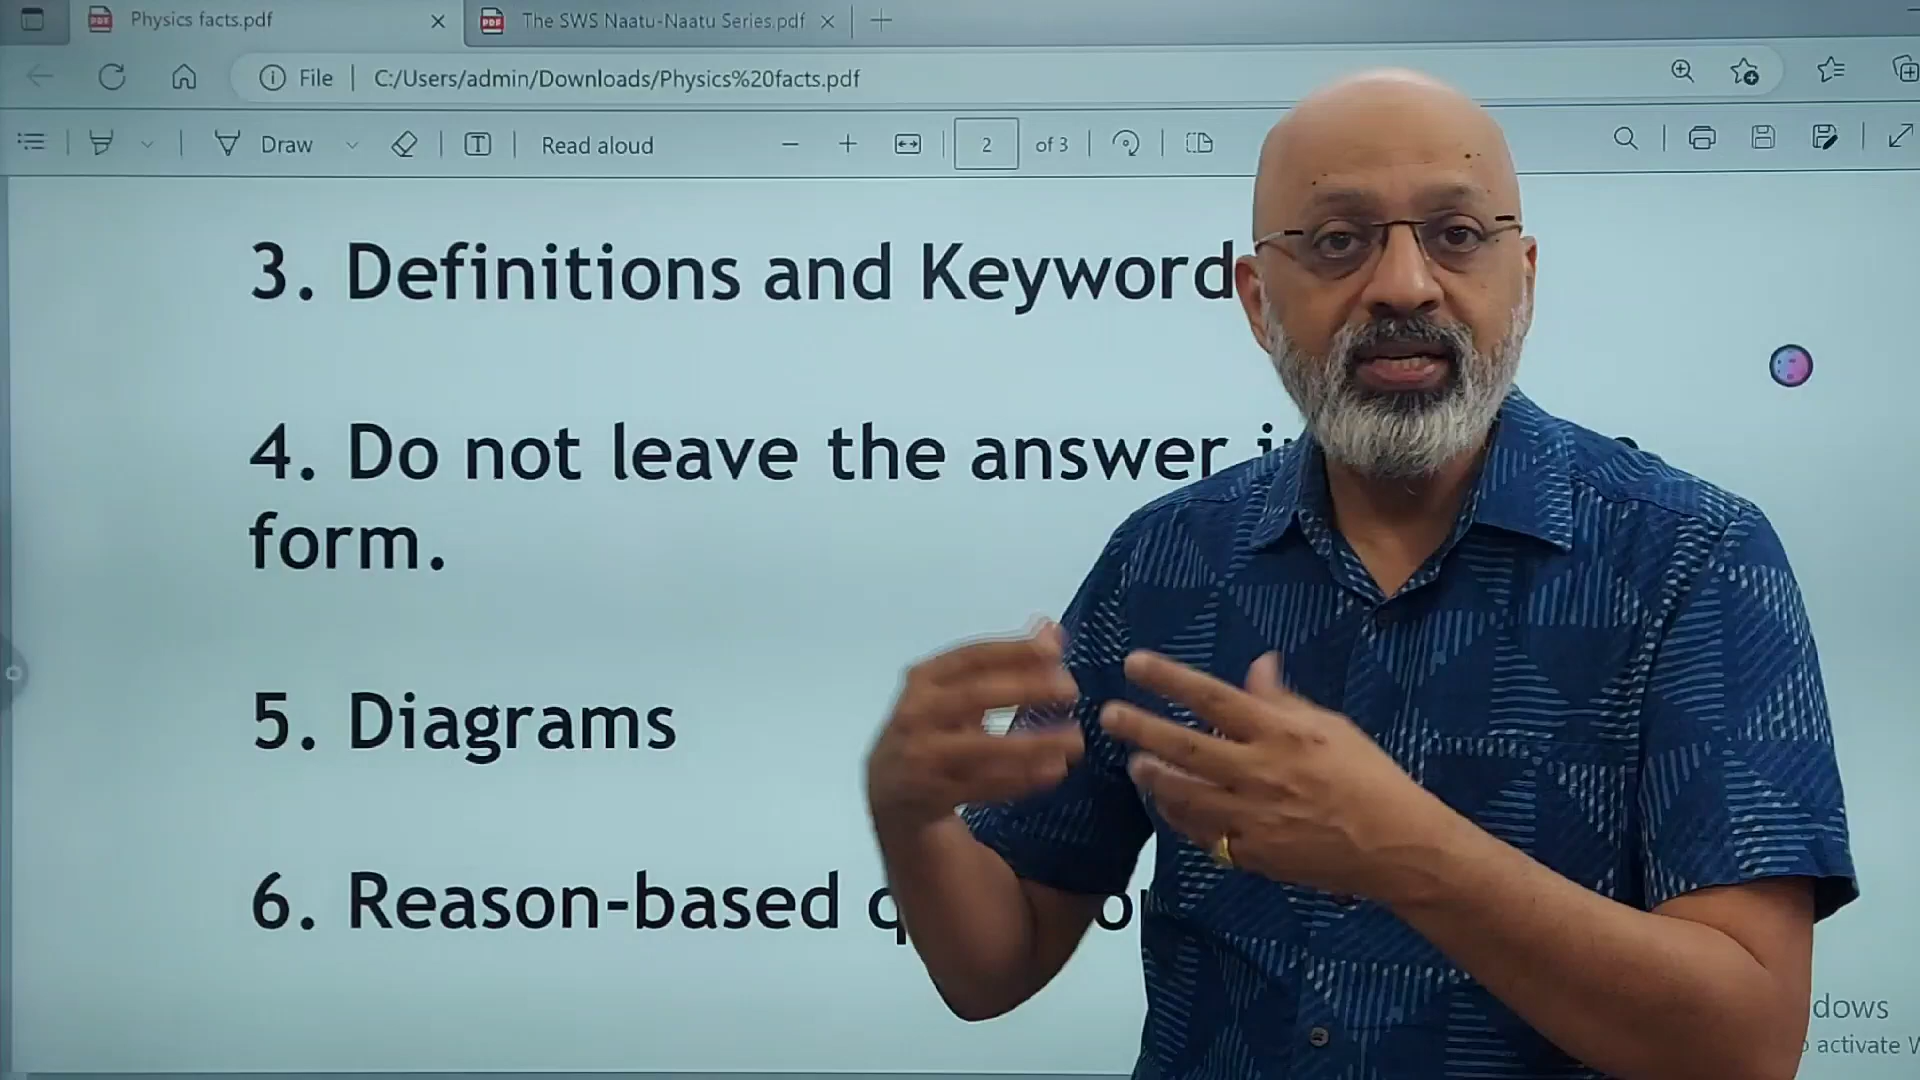 Physics facts.pdf
The SWS Naatu-Naatu Series.pdf
File
C:/Users/admin/Downloads/Physics%20facts.pdf
Draw
Read aloud
2
of 3
3. Definitions and Keyword
4. Do not leave the answer
form.
5. Diagrams
6. Reason-based
dows
activate